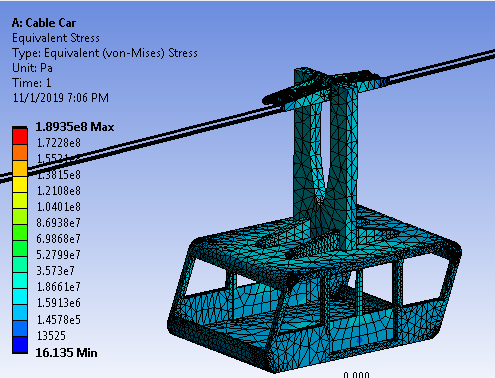 A: Cable Car
Equivalent Stress
Type: Equivalent (von-Mises) Stress
Unit: Pa
Time: 1
11/1/2019 7:06 PM
1.8935e8 Max
1.7228e8
1.5521e8
1.3815e8
1.2108e8
1.0401e8
8.6938e7
6.9868e7
5.2799e7
3.573e7
1.8661e7
1.5913e6
1.4578e5
13525
16.135 Min
0.000